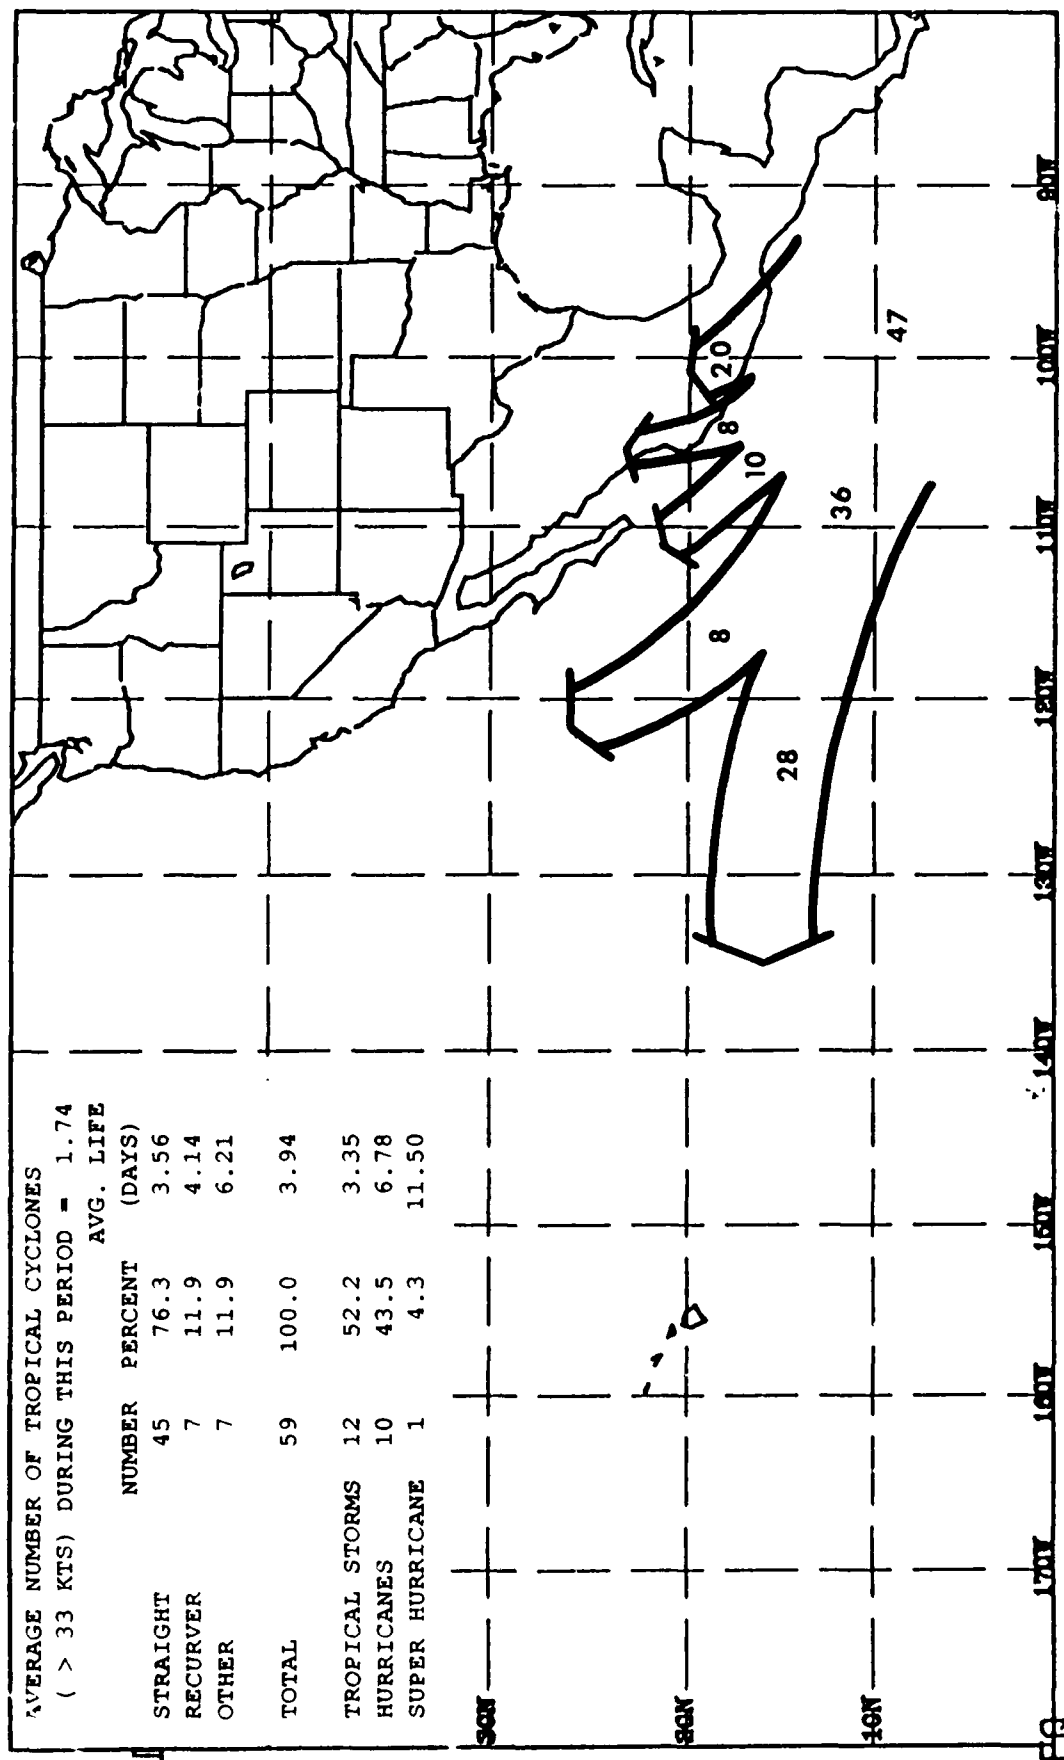 AVERAGE NUMBER OF TROPICAL CYCLONES
( > 33 KTS) DURING THIS PERIOD = 1.74
AVG. LIFE
NUMBER PERCENT (DAYS)
STRAIGHT 45 76.3 3.56
RECURVER 7 11.9 4.14
OTHER 7 11.9 6.21
TOTAL 59 100.0 3.94
TROPICAL STORMS 12 52.2 3.35
HURRICANES 10 43.5 6.78
SUPER HURRICANE 1 4.3 11.50
30N
20N
10N
20
8
10
8
28
36
47
170W 160W 150W 140W 130W 120W 110W 100W 90W